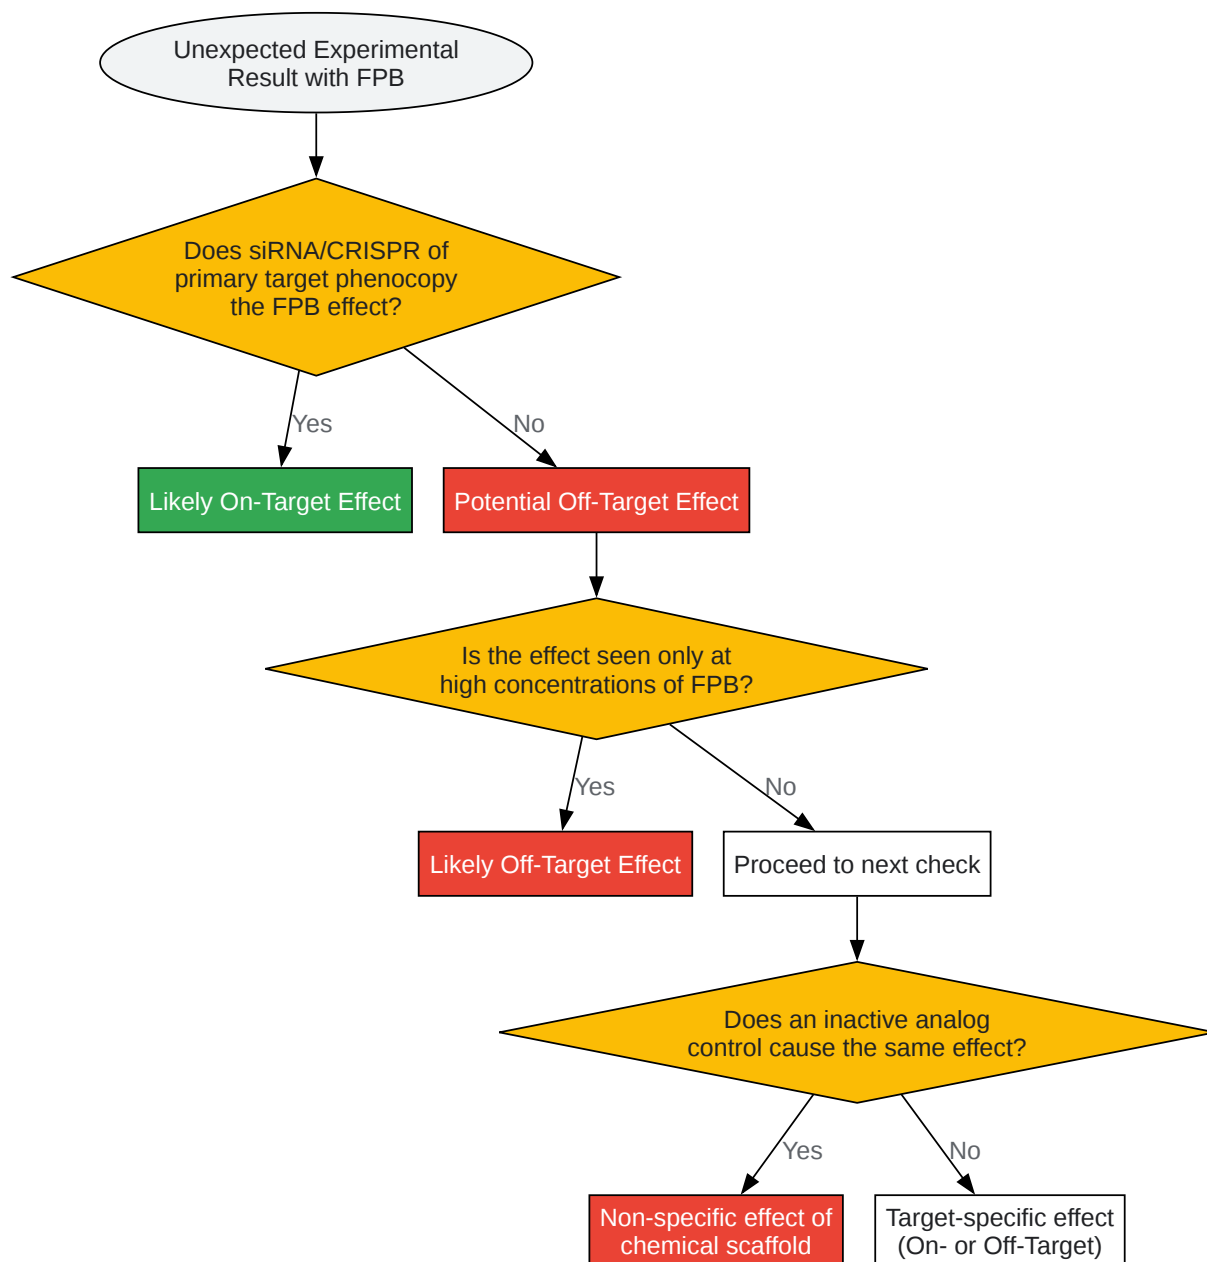 Unexpected Experimental
Result with FPB
Does siRNA/CRISPR of
primary target phenocopy
the FPB effect?
Yes
No
Likely On-Target Effect
Potential Off-Target Effect
Is the effect seen only at
high concentrations of FPB?
Yes
No
Likely Off-Target Effect
Proceed to next check
Does an inactive analog
control cause the same effect?
Yes
No
Non-specific effect of
chemical scaffold
Target-specific effect
(On- or Off-Target)